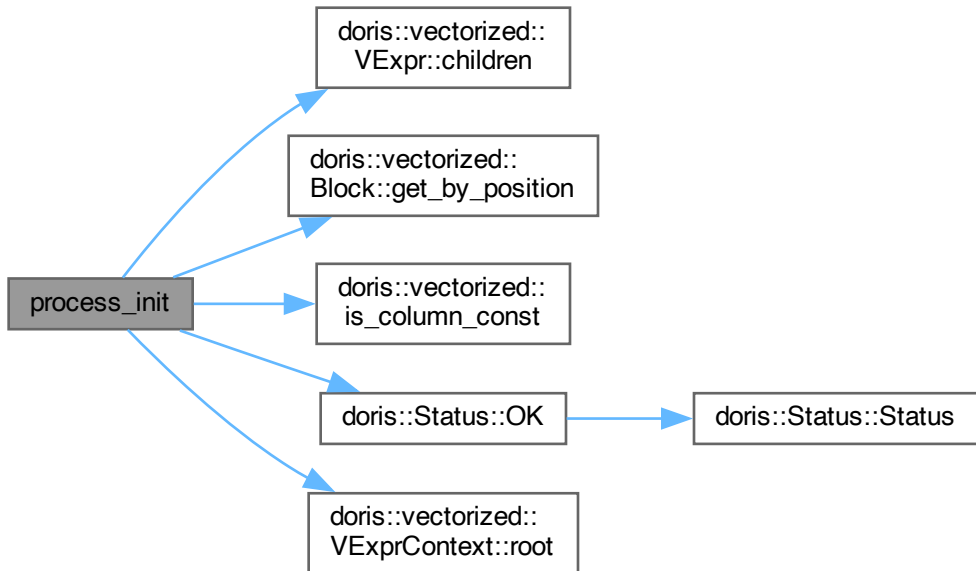 doris::vectorized::
VExpr::children
doris::vectorized::
Block::get_by_position
process_init
doris::vectorized::
is_column_const
doris::Status::OK
doris::Status::Status
doris::vectorized::
VExprContext::root